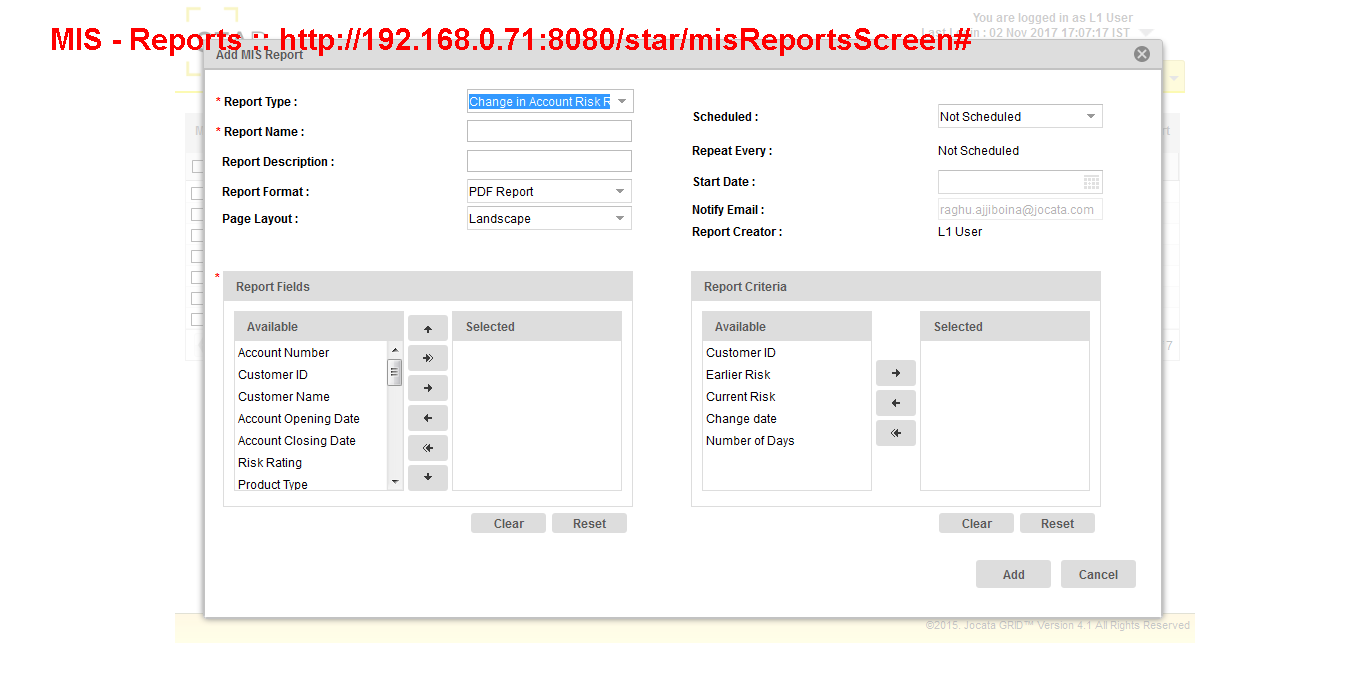 You are logged in as L1 User
MIS - Reports :: http://192.168.0.71:8080/star/misReportsScreen#
: 02 Nov 2017 17:07:17 IST
Add MIS Report
* Report Type :
Change in Account Risk R
* Report Name :
Report Description :
Report Format :
PDF Report
Page Layout :
Landscape
Scheduled :
Not Scheduled
Repeat Every :
Not Scheduled
Start Date :
Notify Email :
raghu.ajjiboina@jocata.com
Report Creator :
L1 User
*
Report Fields
Available
Selected
Account Number
Customer ID
Customer Name
Account Opening Date
Account Closing Date
Risk Rating
Product Type
Clear
Reset
Report Criteria
Available
Selected
Customer ID
Earlier Risk
Current Risk
Change date
Number of Days
Clear
Reset
Add
Cancel
7
©2015. Jocata GRID™ Version 4.1 All Rights Reserved